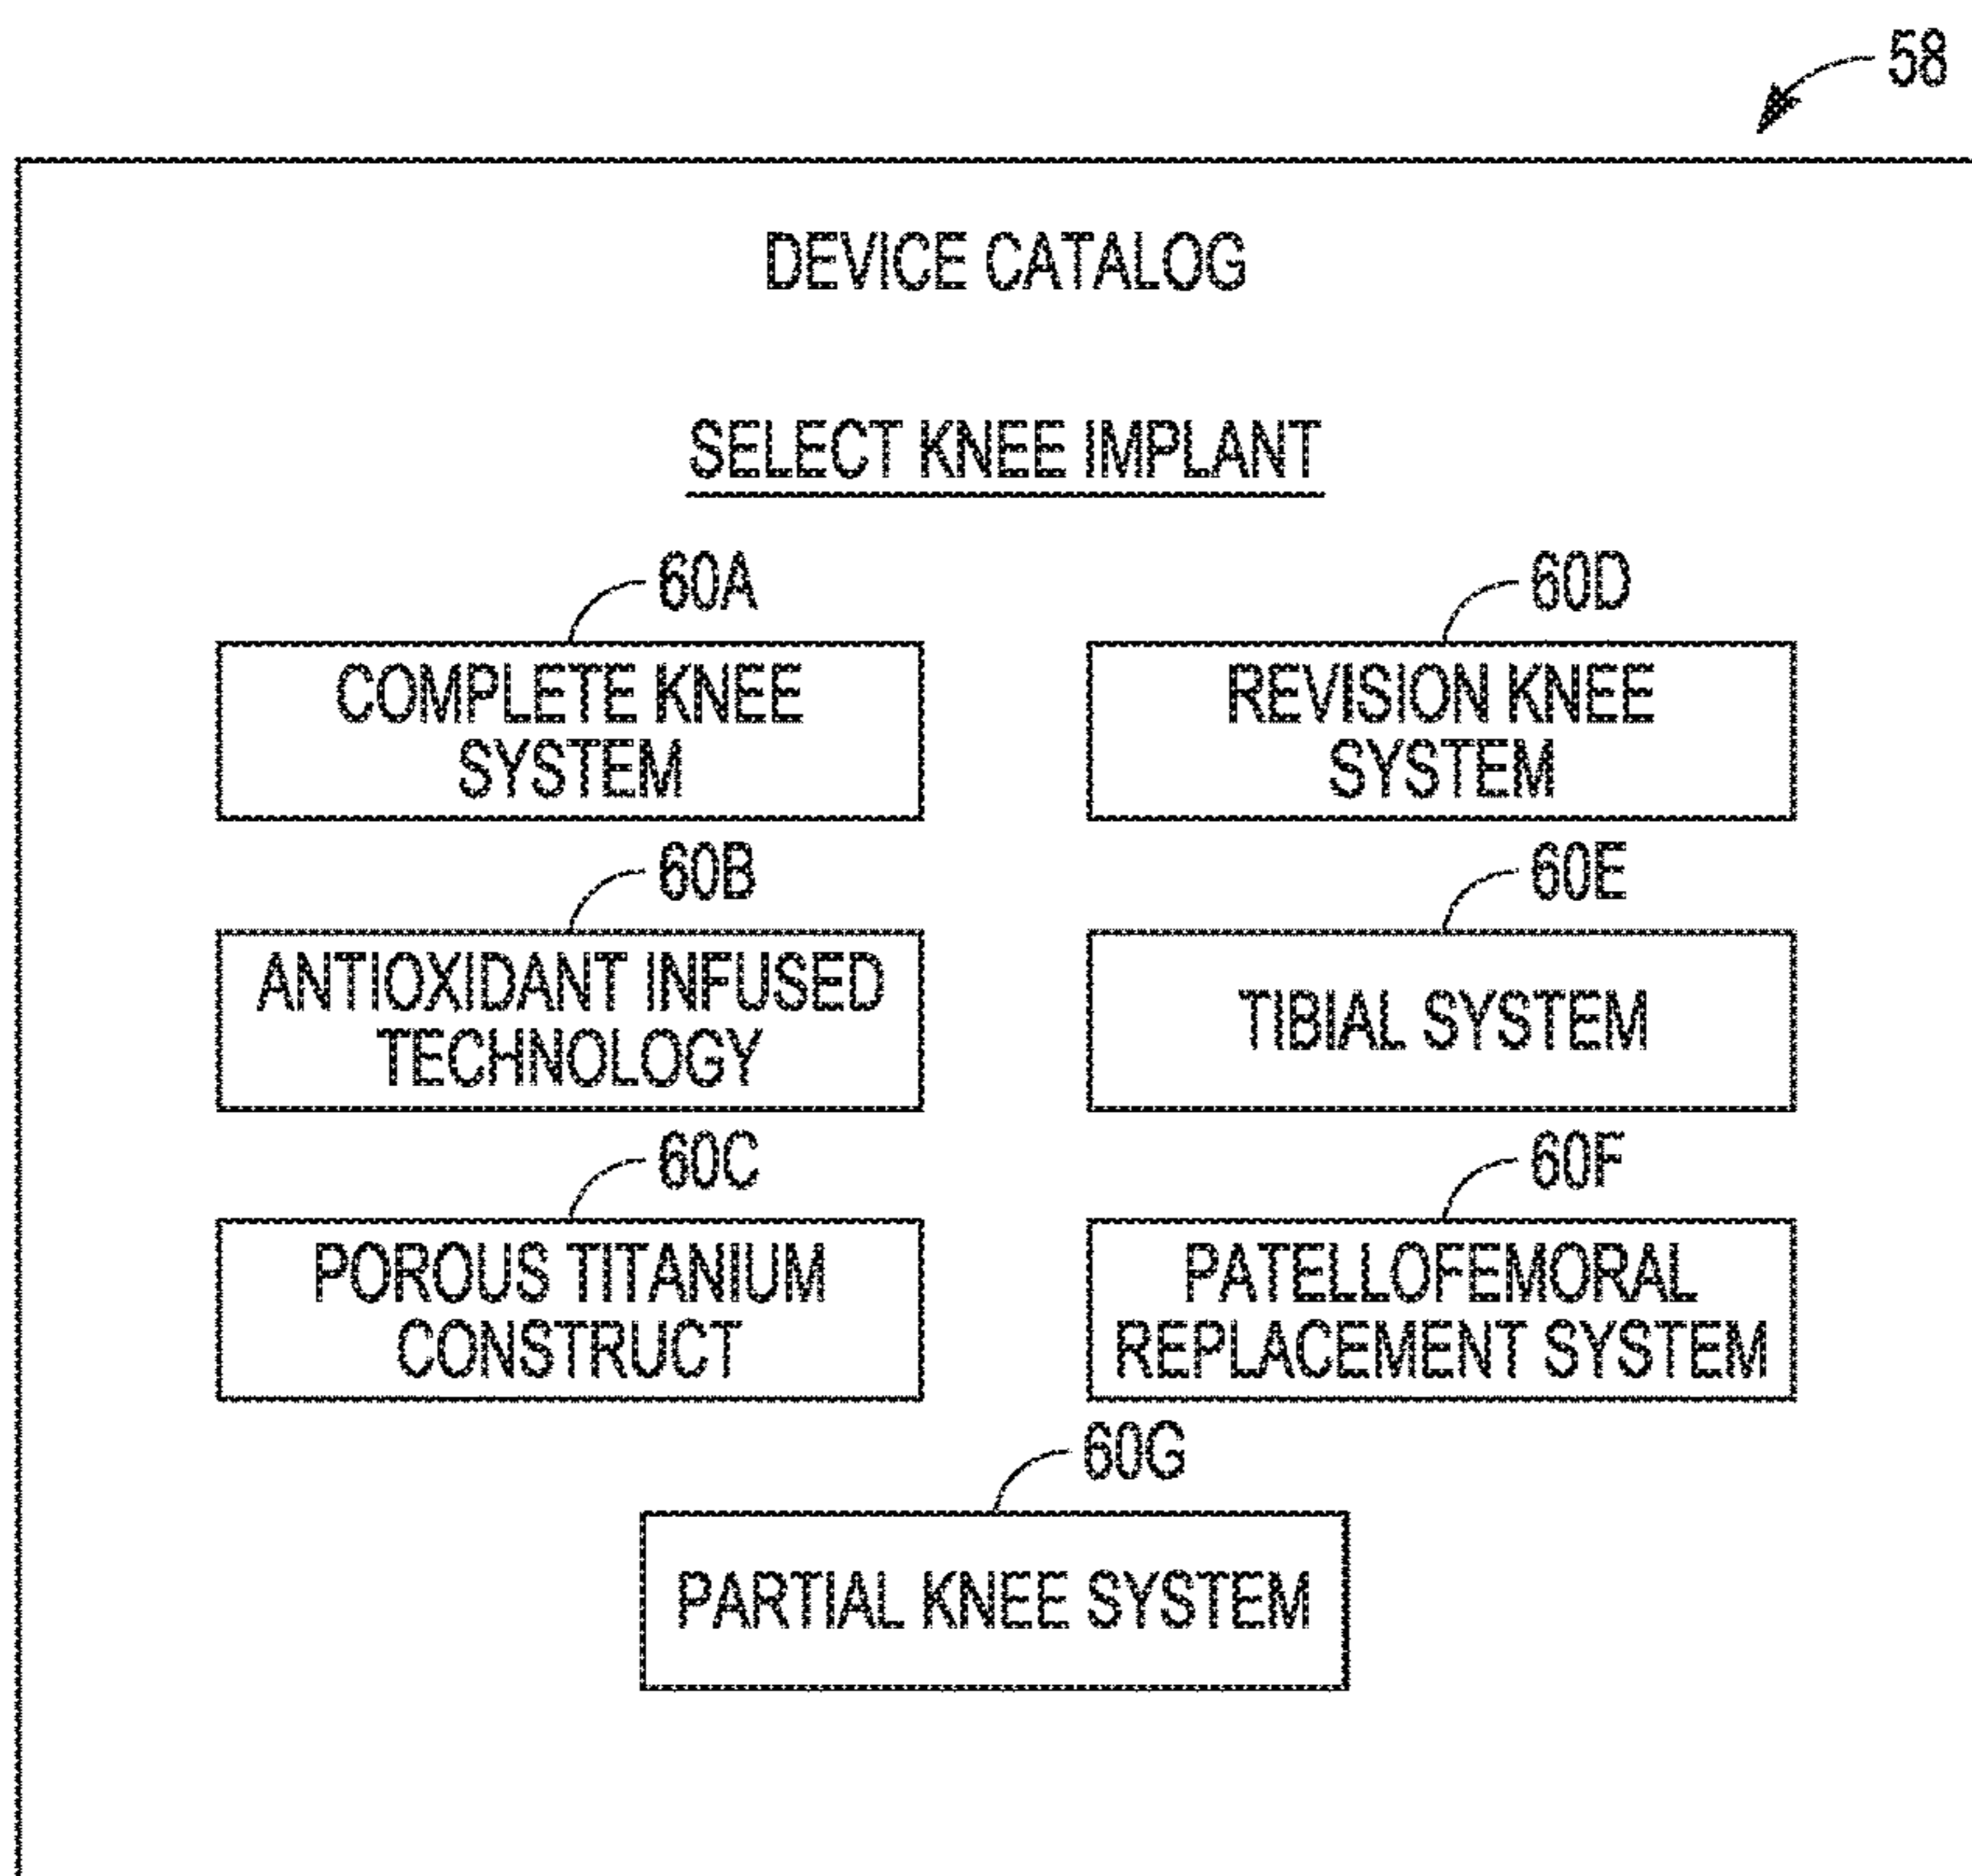 58
DEVICE CATALOG
SELECT KNEE IMPLANT
60A
COMPLETE KNEE
SYSTEM
60D
REVISION KNEE
SYSTEM
60B
ANTIOXIDANT INFUSED
TECHNOLOGY
60E
TIBIAL SYSTEM
60C
POROUS TITANIUM
CONSTRUCT
60F
PATELLOFEMORAL
REPLACEMENT SYSTEM
60G
PARTIAL KNEE SYSTEM